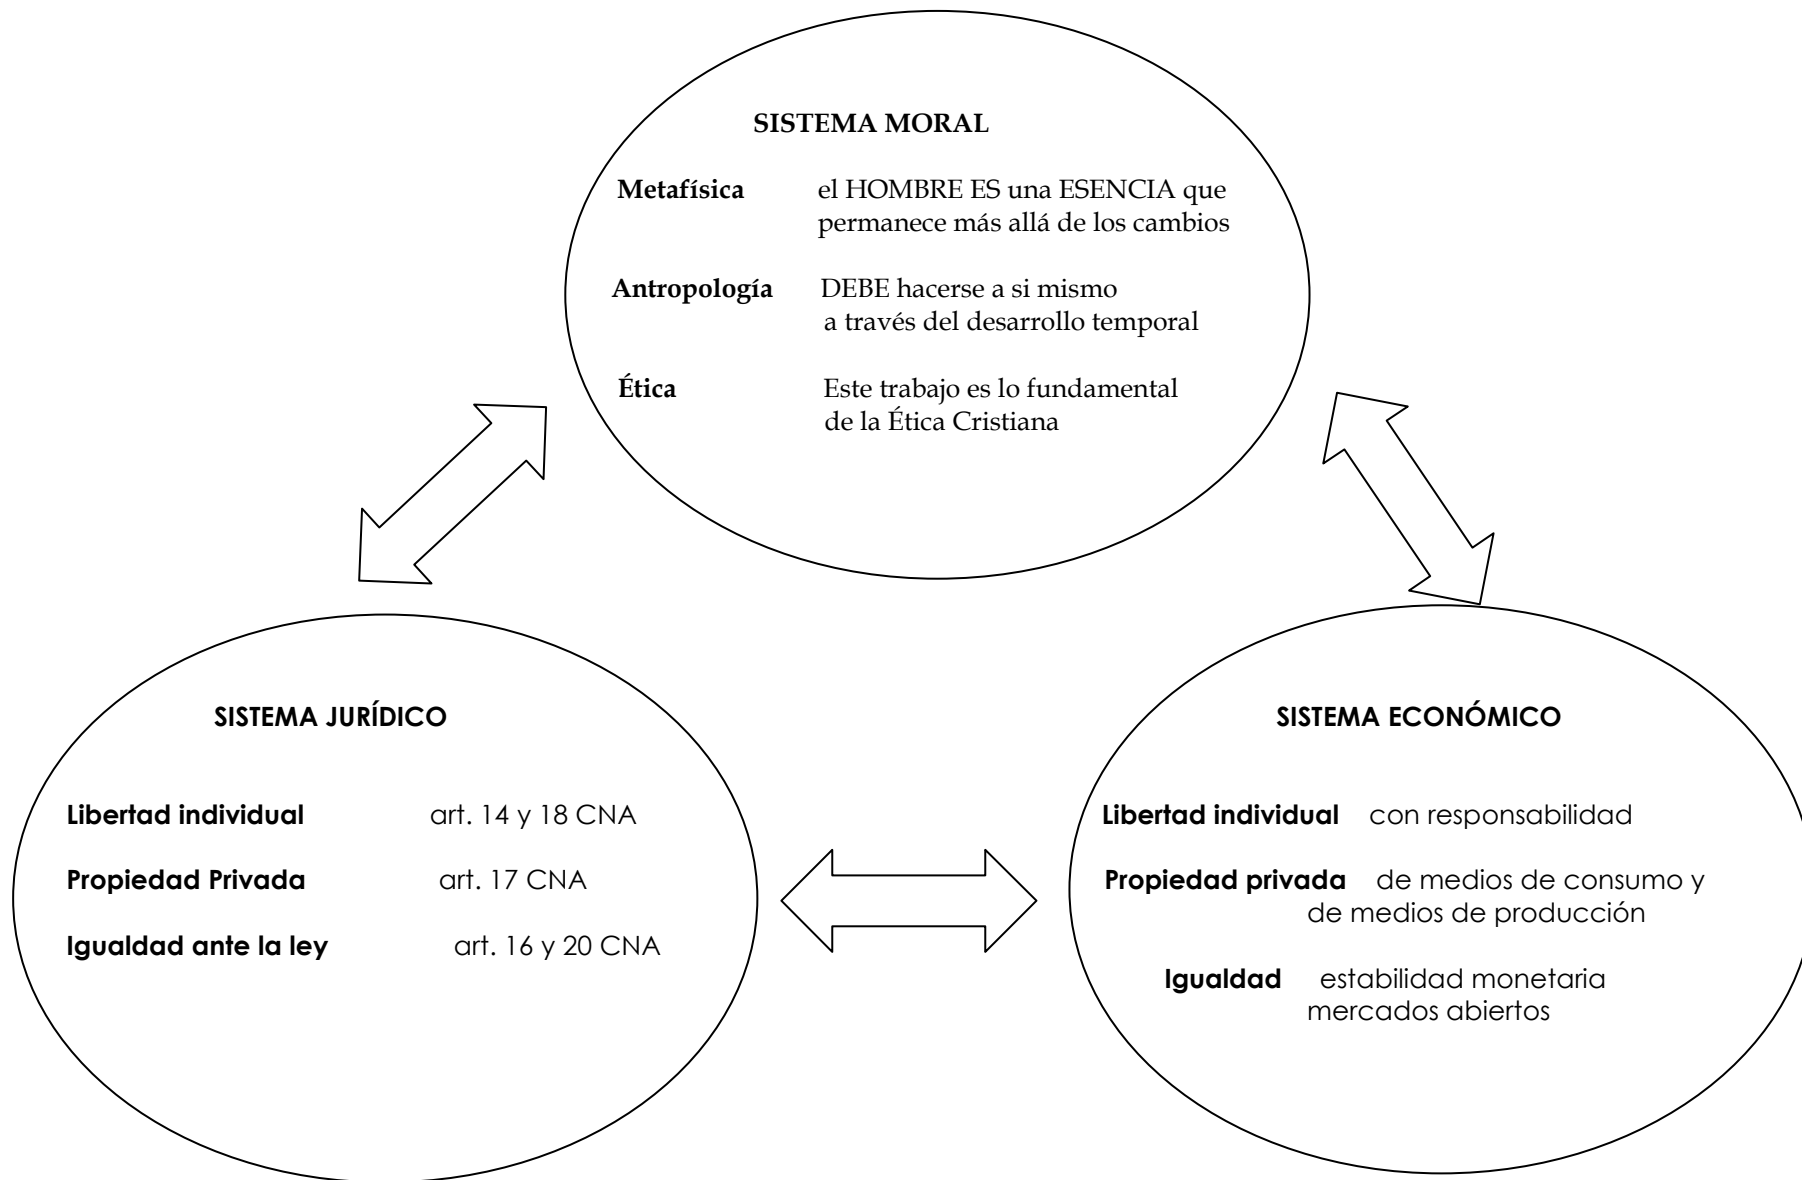 SISTEMA MORAL
Metafísica el HOMBRE ES una ESENCIA que
permanece más allá de los cambios
Antropología DEBE hacerse a si mismo
a través del desarrollo temporal
Ética Este trabajo es lo fundamental
de la Ética Cristiana
SISTEMA JURÍDICO
Libertad individual art. 14 y 18 CNA
Propiedad Privada art. 17 CNA
Igualdad ante la ley art. 16 y 20 CNA
SISTEMA ECONÓMICO
Libertad individual con responsabilidad
Propiedad privada de medios de consumo y
de medios de producción
Igualdad estabilidad monetaria
mercados abiertos